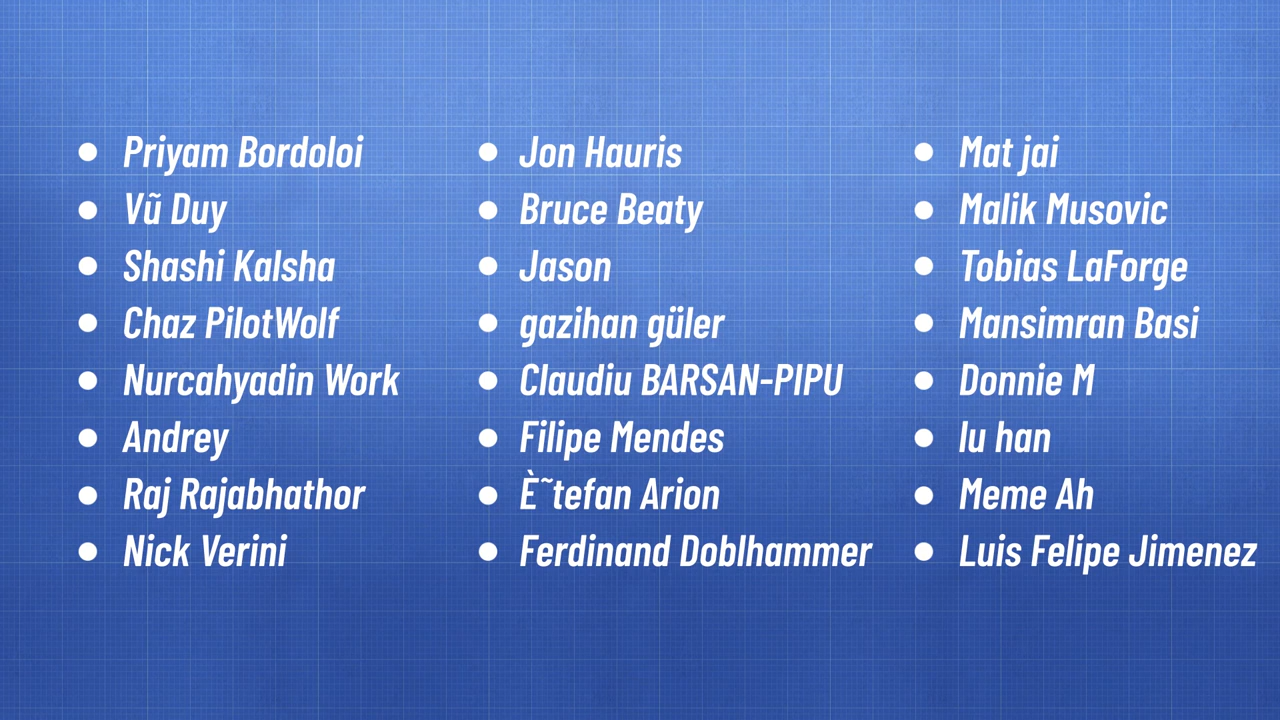 Priyam Bordoloi
Vũ Duy
Shashi Kalsha
Chaz PilotWolf
Nurcahyadin Work
Andrey
Raj Rajabhathor
Nick Verini
Jon Hauris
Bruce Beaty
Jason
gazihan güler
Claudiu BARSAN-PIPU
Filipe Mendes
È˜tefan Arion
Ferdinand Doblhammer
Mat jai
Malik Musovic
Tobias LaForge
Mansimran Basi
Donnie M
lu han
Meme Ah
Luis Felipe Jimenez